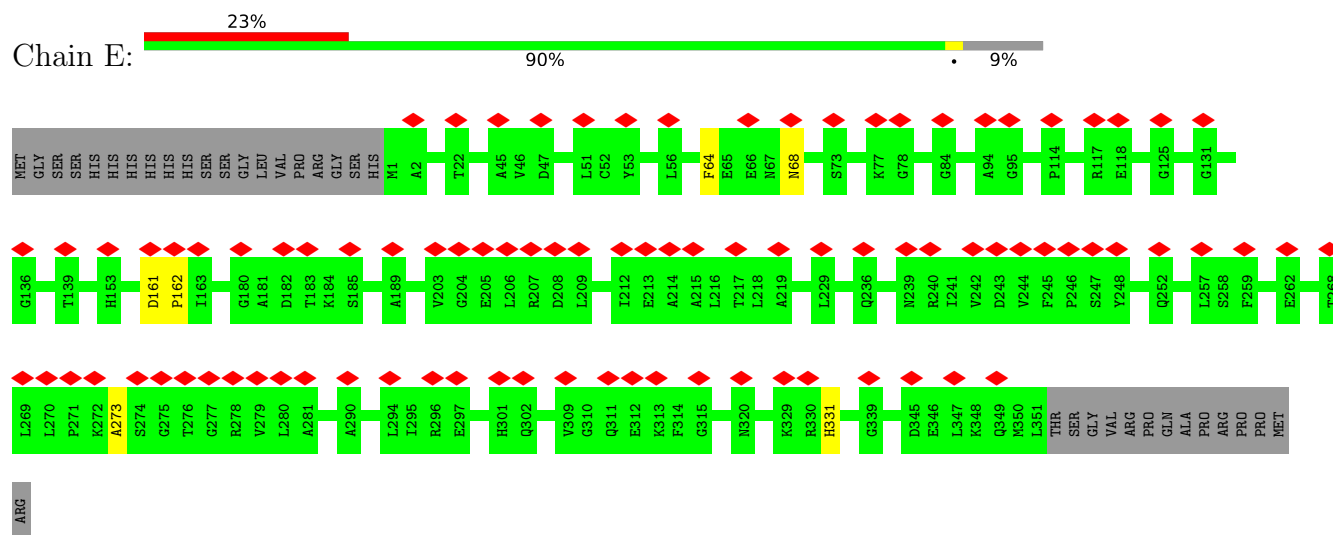 23%
Chain E:
90% • 9%
MET GLY SER SER HIS HIS HIS HIS HIS HIS SER SER GLY LEU VAL PRO ARG GLY SER HIS M1 A2 T22 A45 V46 D47 L51 C52 Y53 L56 F64 E65 E66 N67 N68 S73 K77 G78 G84 A94 G95 P114 R117 E118 G125 G131
G136 T139 H153 D161 P162 I163 G180 A181 D182 T183 K184 S185 A189 V203 G204 E205 L206 R207 D208 L209 I212 E213 A214 A215 L216 T217 L218 A219 L229 Q236 N239 R240 I241 V242 D243 V244 F245 P246 S247 Y248 Q252 L257 S258 F259 E262 T268
L269 L270 P271 K272 A273 S274 G275 T276 G277 R278 V279 L280 A281 A290 L294 I295 R296 E297 H301 Q302 V309 G310 Q311 E312 K313 F314 G315 N320 K329 R330 H331 G339 D345 E346 L347 K348 Q349 M350 L351 THR SER GLY VAL ARG PRO GLN ALA PRO ARG PRO PRO MET
ARG